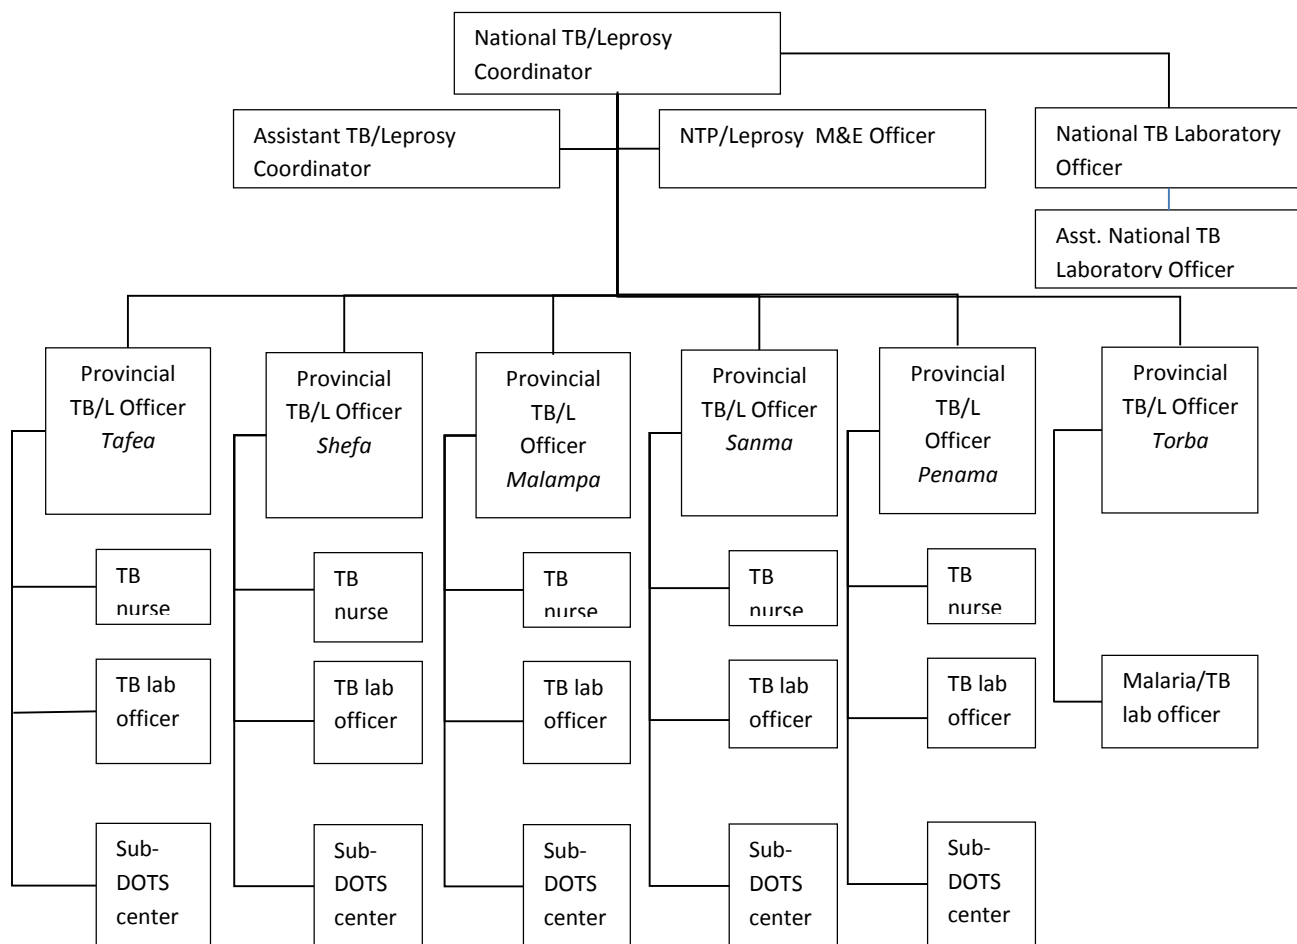 National TB/Leprosy
Coordinator
Assistant TB/Leprosy
Coordinator
NTP/Leprosy M&E Officer
National TB Laboratory
Officer
Asst. National TB
Laboratory Officer
Provincial
TB/L Officer
Tafea
Provincial
TB/L Officer
Shefa
Provincial
TB/L
Officer
Malampa
Provincial
TB/L Officer
Sanma
Provincial
TB/L
Officer
Penama
Provincial
TB/L Officer
Torba
TB
nurse
TB
nurse
TB
nurse
TB
nurse
TB
nurse
TB lab
officer
TB lab
officer
TB lab
officer
TB lab
officer
TB lab
officer
Malaria/TB
lab officer
Sub-
DOTS
center
Sub-
DOTS
center
Sub-
DOTS
center
Sub-
DOTS
center
Sub-
DOTS
center